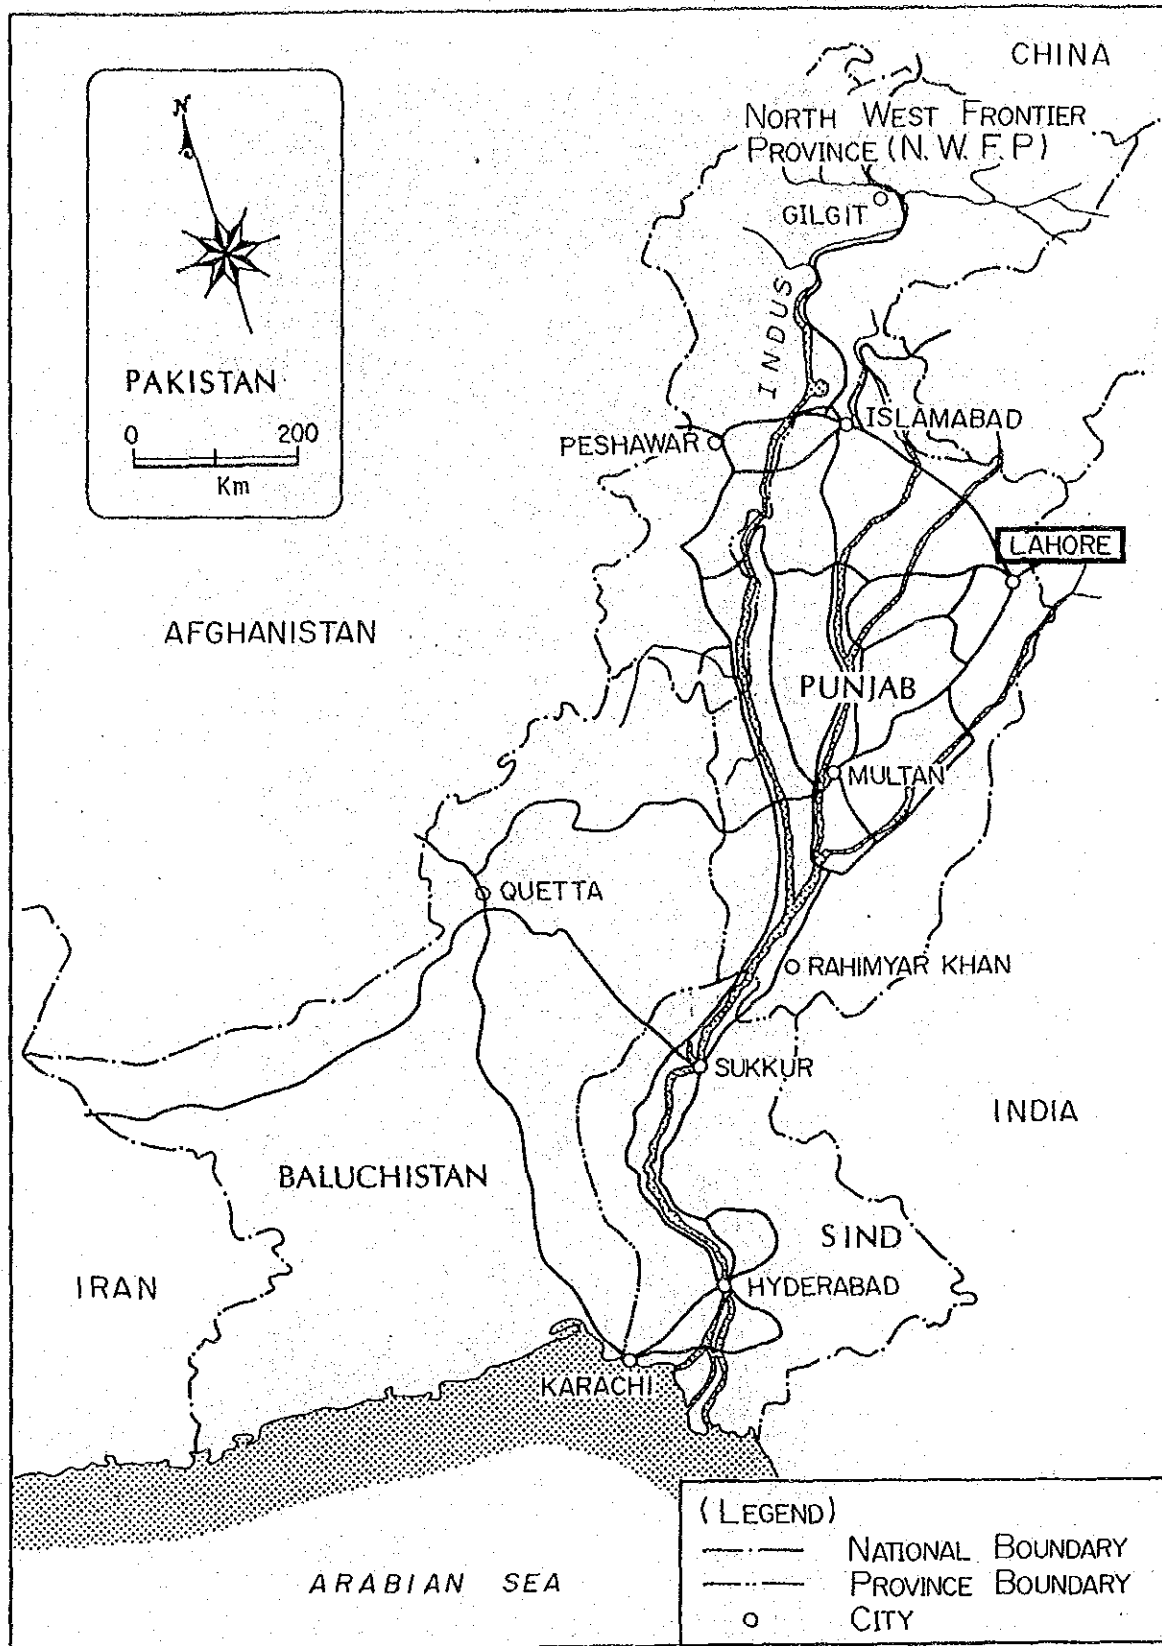 CHINA
N
NORTH WEST FRONTIER
PROVINCE (N. W. F. P)
GILGIT
INDUS
PAKISTAN
0 200
Km
ISLAMABAD
PESHAWAR
LAHORE
AFGHANISTAN
PUNJAB
MULTAN
QUETTA
RAHIMYAR KHAN
SUKKUR
INDIA
BALUCHISTAN
SIND
IRAN
HYDERABAD
KARACHI
(LEGEND)
NATIONAL BOUNDARY
PROVINCE BOUNDARY
CITY
ARABIAN SEA